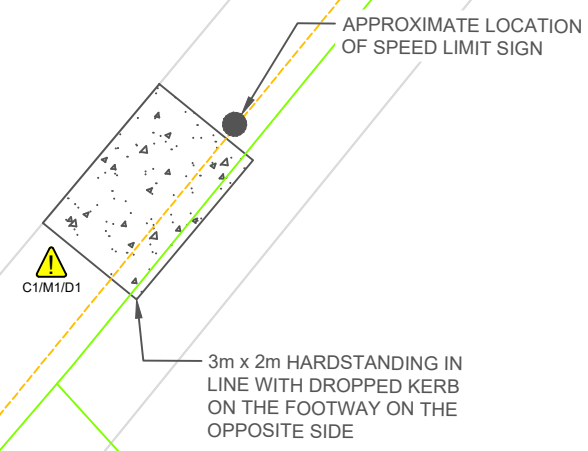 APPROXIMATE LOCATION
OF SPEED LIMIT SIGN
!
C1/M1/D1
3m x 2m HARDSTANDING IN
LINE WITH DROPPED KERB
ON THE FOOTWAY ON THE
OPPOSITE SIDE